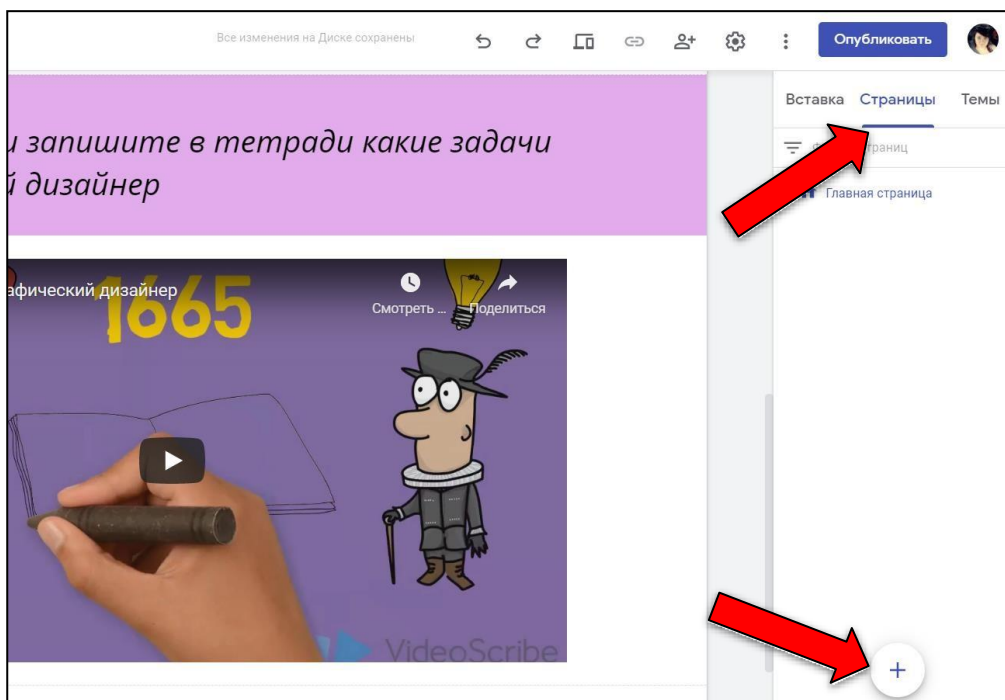 Все изменения на Диске сохранены
Опубликовать
Вставка Страницы Темы
и запишите в тетради какие задачи
й дизайнер
страниц
Главная страница
афический дизайнер
1665
Смотреть ...
Поделиться
VideoScribe